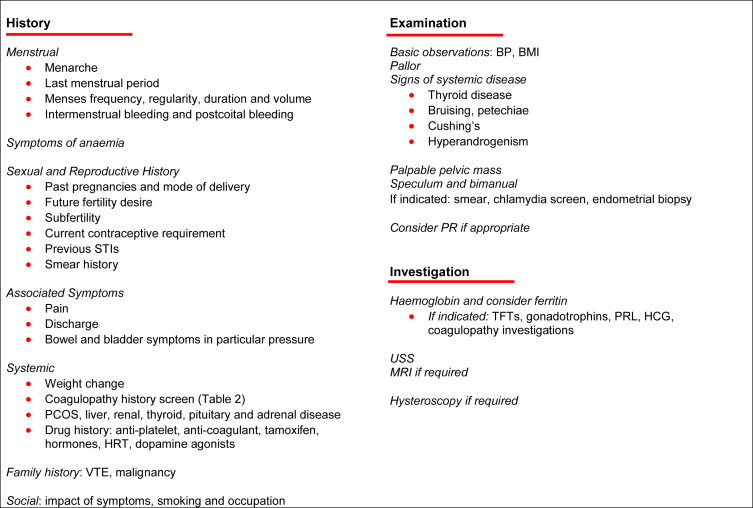 History
Menstrual
• Menarche
• Last menstrual period
• Menses frequency, regularity, duration and volume
• Intermenstrual bleeding and postcoital bleeding
Symptoms of anaemia
Sexual and Reproductive History
• Past pregnancies and mode of delivery
• Future fertility desire
• Subfertility
• Current contraceptive requirement
• Previous STIs
• Smear history
Associated Symptoms
• Pain
• Discharge
• Bowel and bladder symptoms in particular pressure
Systemic
• Weight change
• Coagulopathy history screen (Table 2)
• PCOS, liver, renal, thyroid, pituitary and adrenal disease
• Drug history: anti-platelet, anti-coagulant, tamoxifen,
hormones, HRT, dopamine agonists
Family history: VTE, malignancy
Social: impact of symptoms, smoking and occupation
Examination
Basic observations: BP, BMI
Pallor
Signs of systemic disease
• Thyroid disease
• Bruising, petechiae
• Cushing's
• Hyperandrogenism
Palpable pelvic mass
Speculum and bimanual
If indicated: smear, chlamydia screen, endometrial biopsy
Consider PR if appropriate
Investigation
Haemoglobin and consider ferritin
• If indicated: TFTs, gonadotrophins, PRL, HCG,
coagulopathy investigations
USS
MRI if required
Hysteroscopy if required